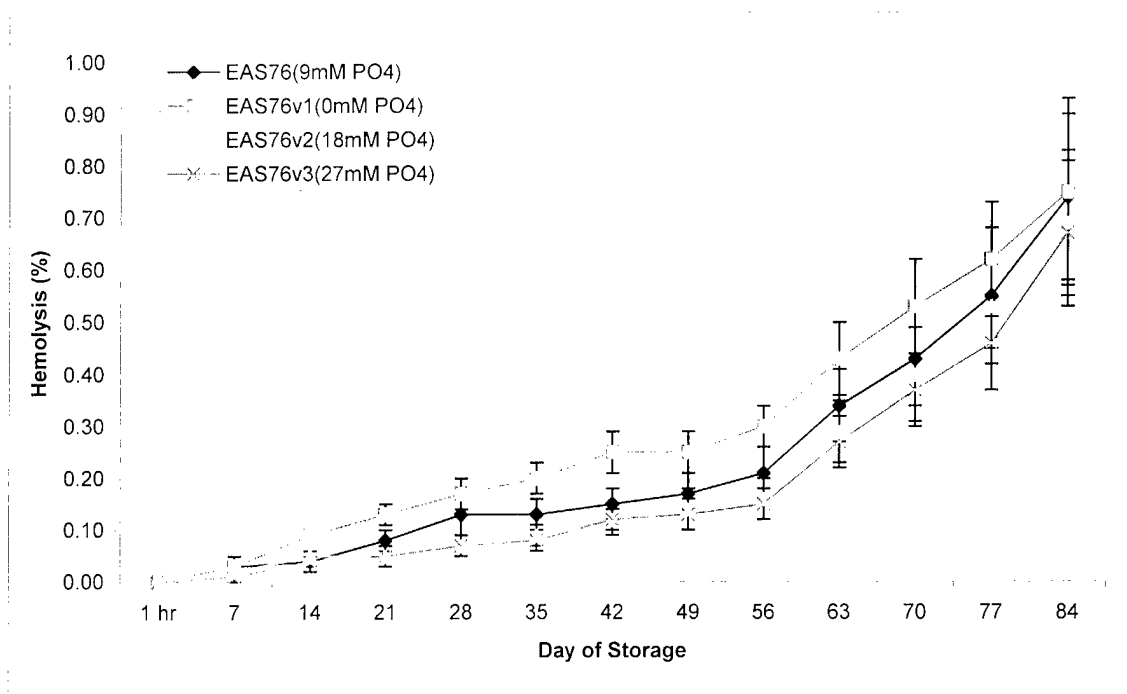 1.00
0.90
0.80
0.70
0.60
0.50
0.40
0.30
0.20
0.10
0.00
Hemolysis (%)
EAS76(9mM PO4)
EAS76v1(0mM PO4)
EAS76v2(18mM PO4)
EAS76v3(27mM PO4)
1 hr 7 14 21 28 35 42 49 56 63 70 77 84
Day of Storage